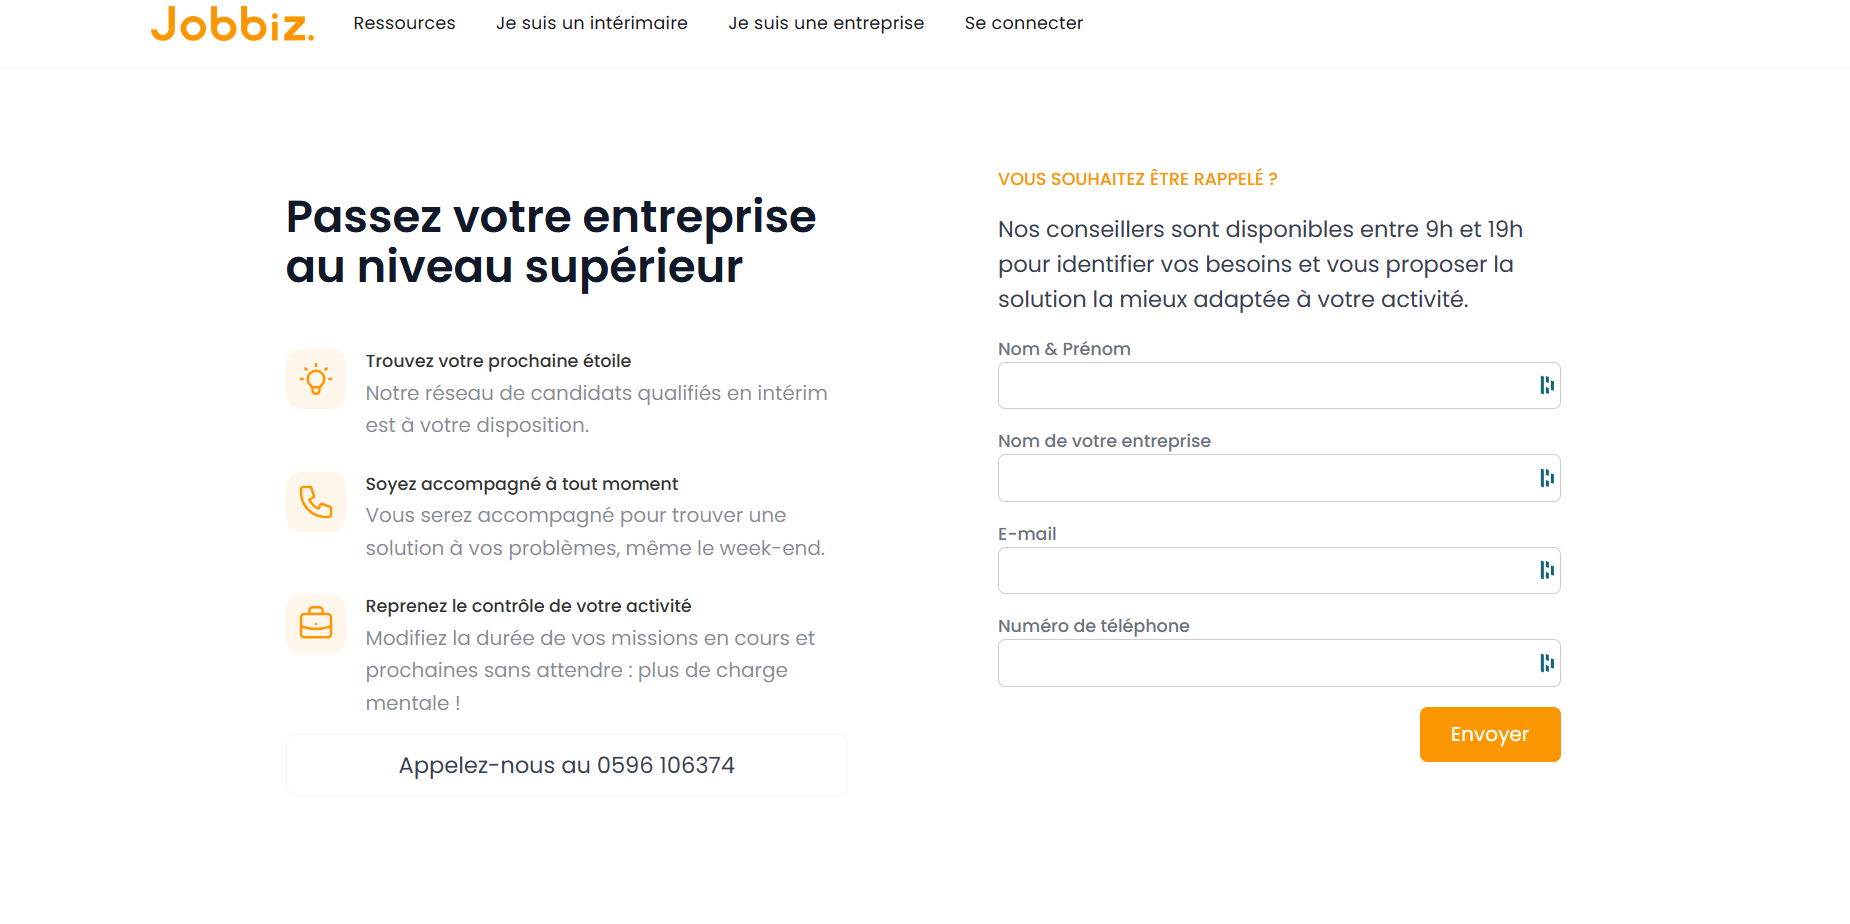 Jobbiz.
Ressources
Je suis un intérimaire
Je suis une entreprise
Se connecter
Passez votre entreprise
au niveau supérieur
Trouvez votre prochaine étoile
Notre réseau de candidats qualifiés en intérim
est à votre disposition.
Soyez accompagné à tout moment
Vous serez accompagné pour trouver une
solution à vos problèmes, même le week-end.
Reprenez le contrôle de votre activité
Modifiez la durée de vos missions en cours et
prochaines sans attendre : plus de charge
mentale !
Appelez-nous au 0596 106374
VOUS SOUHAITEZ ÊTRE RAPPELÉ ?
Nos conseillers sont disponibles entre 9h et 19h
pour identifier vos besoins et vous proposer la
solution la mieux adaptée à votre activité.
Nom & Prénom
Nom de votre entreprise
E-mail
Numéro de téléphone
Envoyer